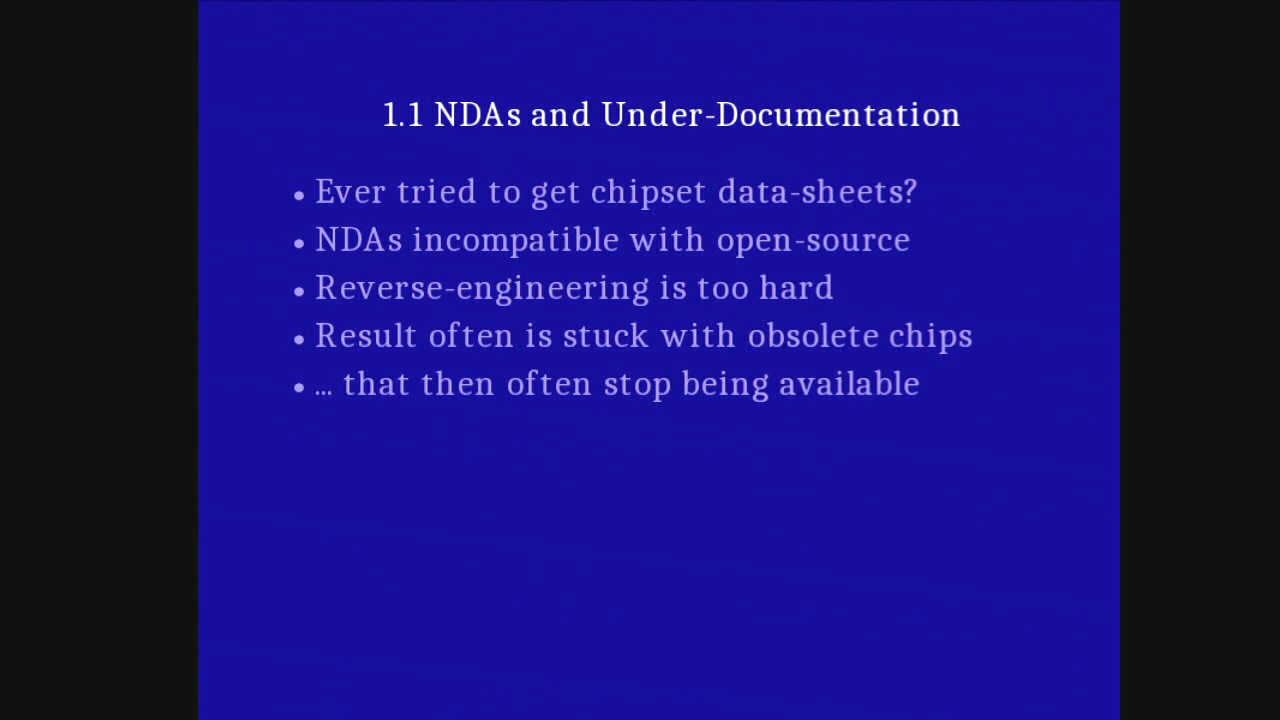 1.1 NDAs and Under-Documentation
• Ever tried to get chipset data-sheets?
• NDAs incompatible with open-source
• Reverse-engineering is too hard
• Result often is stuck with obsolete chips
• ... that then often stop being available